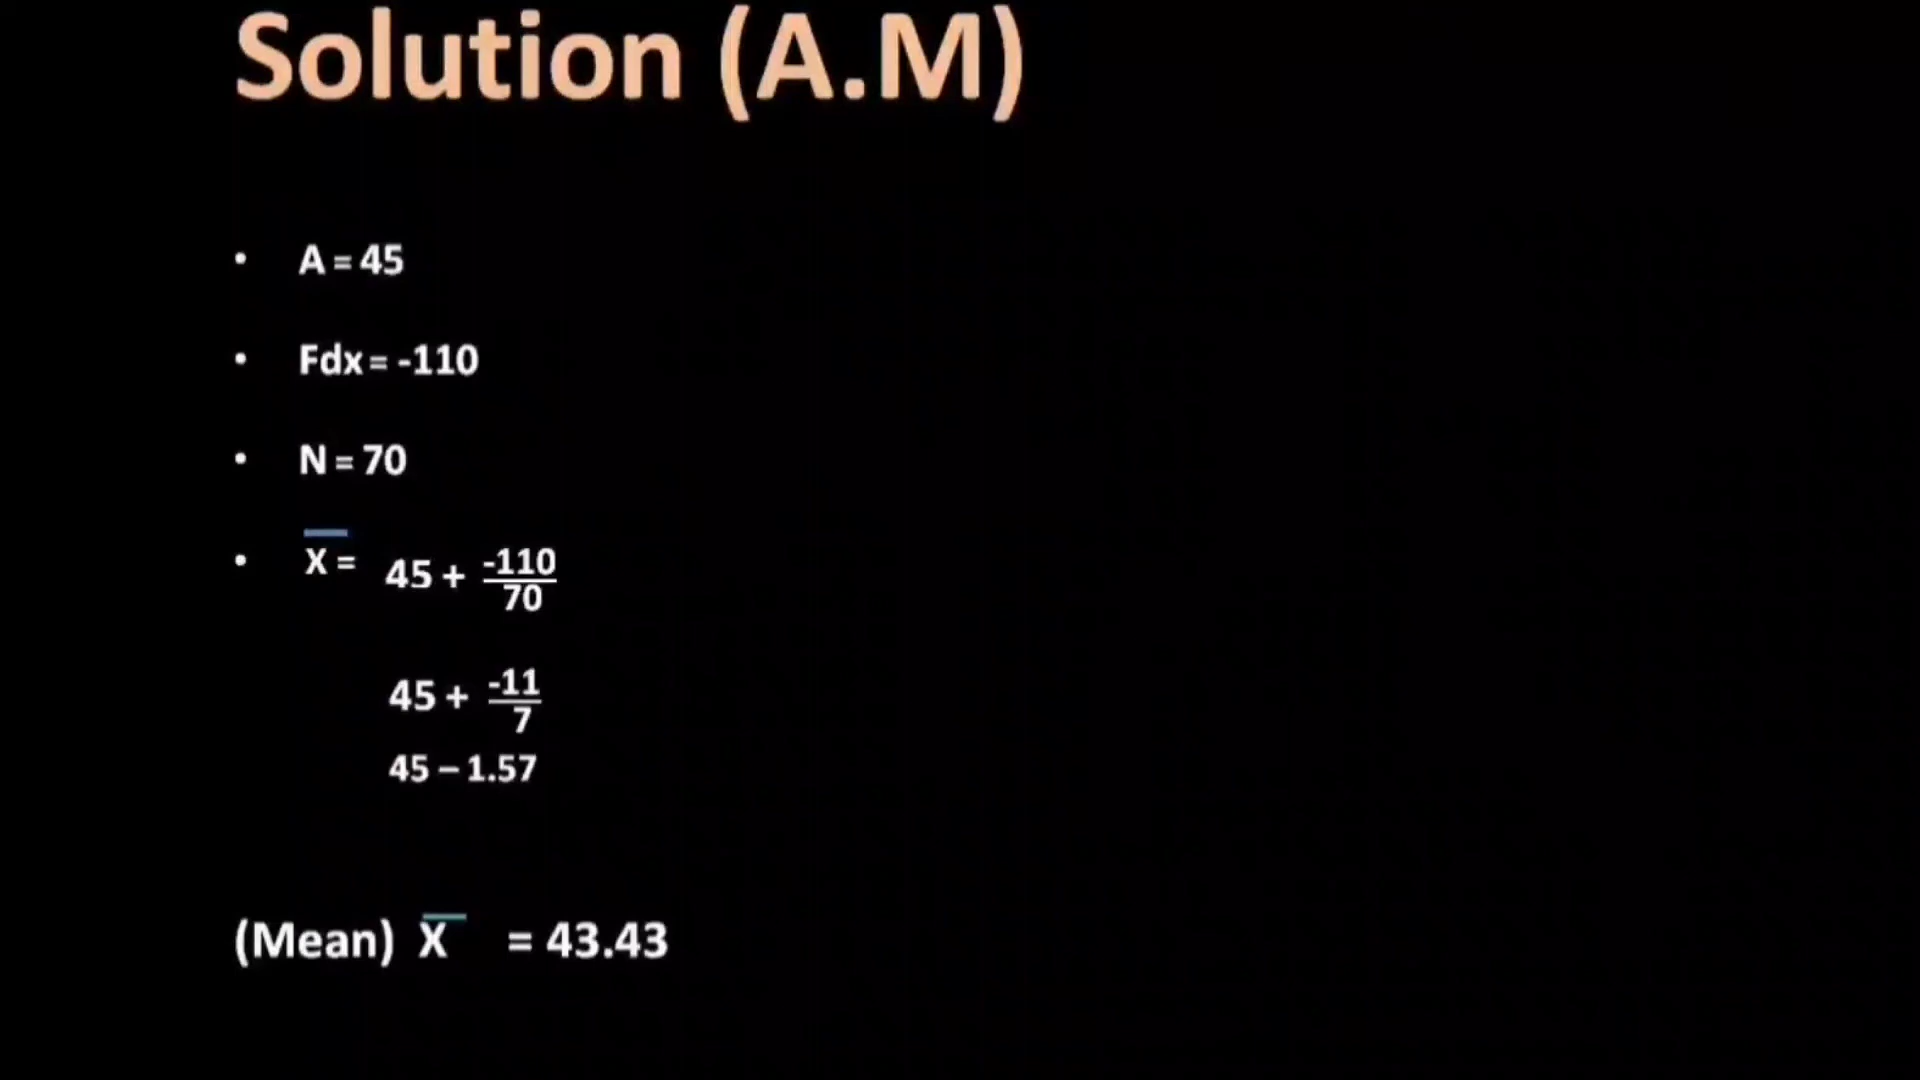 Solution (A.M)
• A = 45
• Fdx = -110
• N = 70
• X̅ = 45 + -110/70
45 + -11/7
45 – 1.57
(Mean) X̅ = 43.43